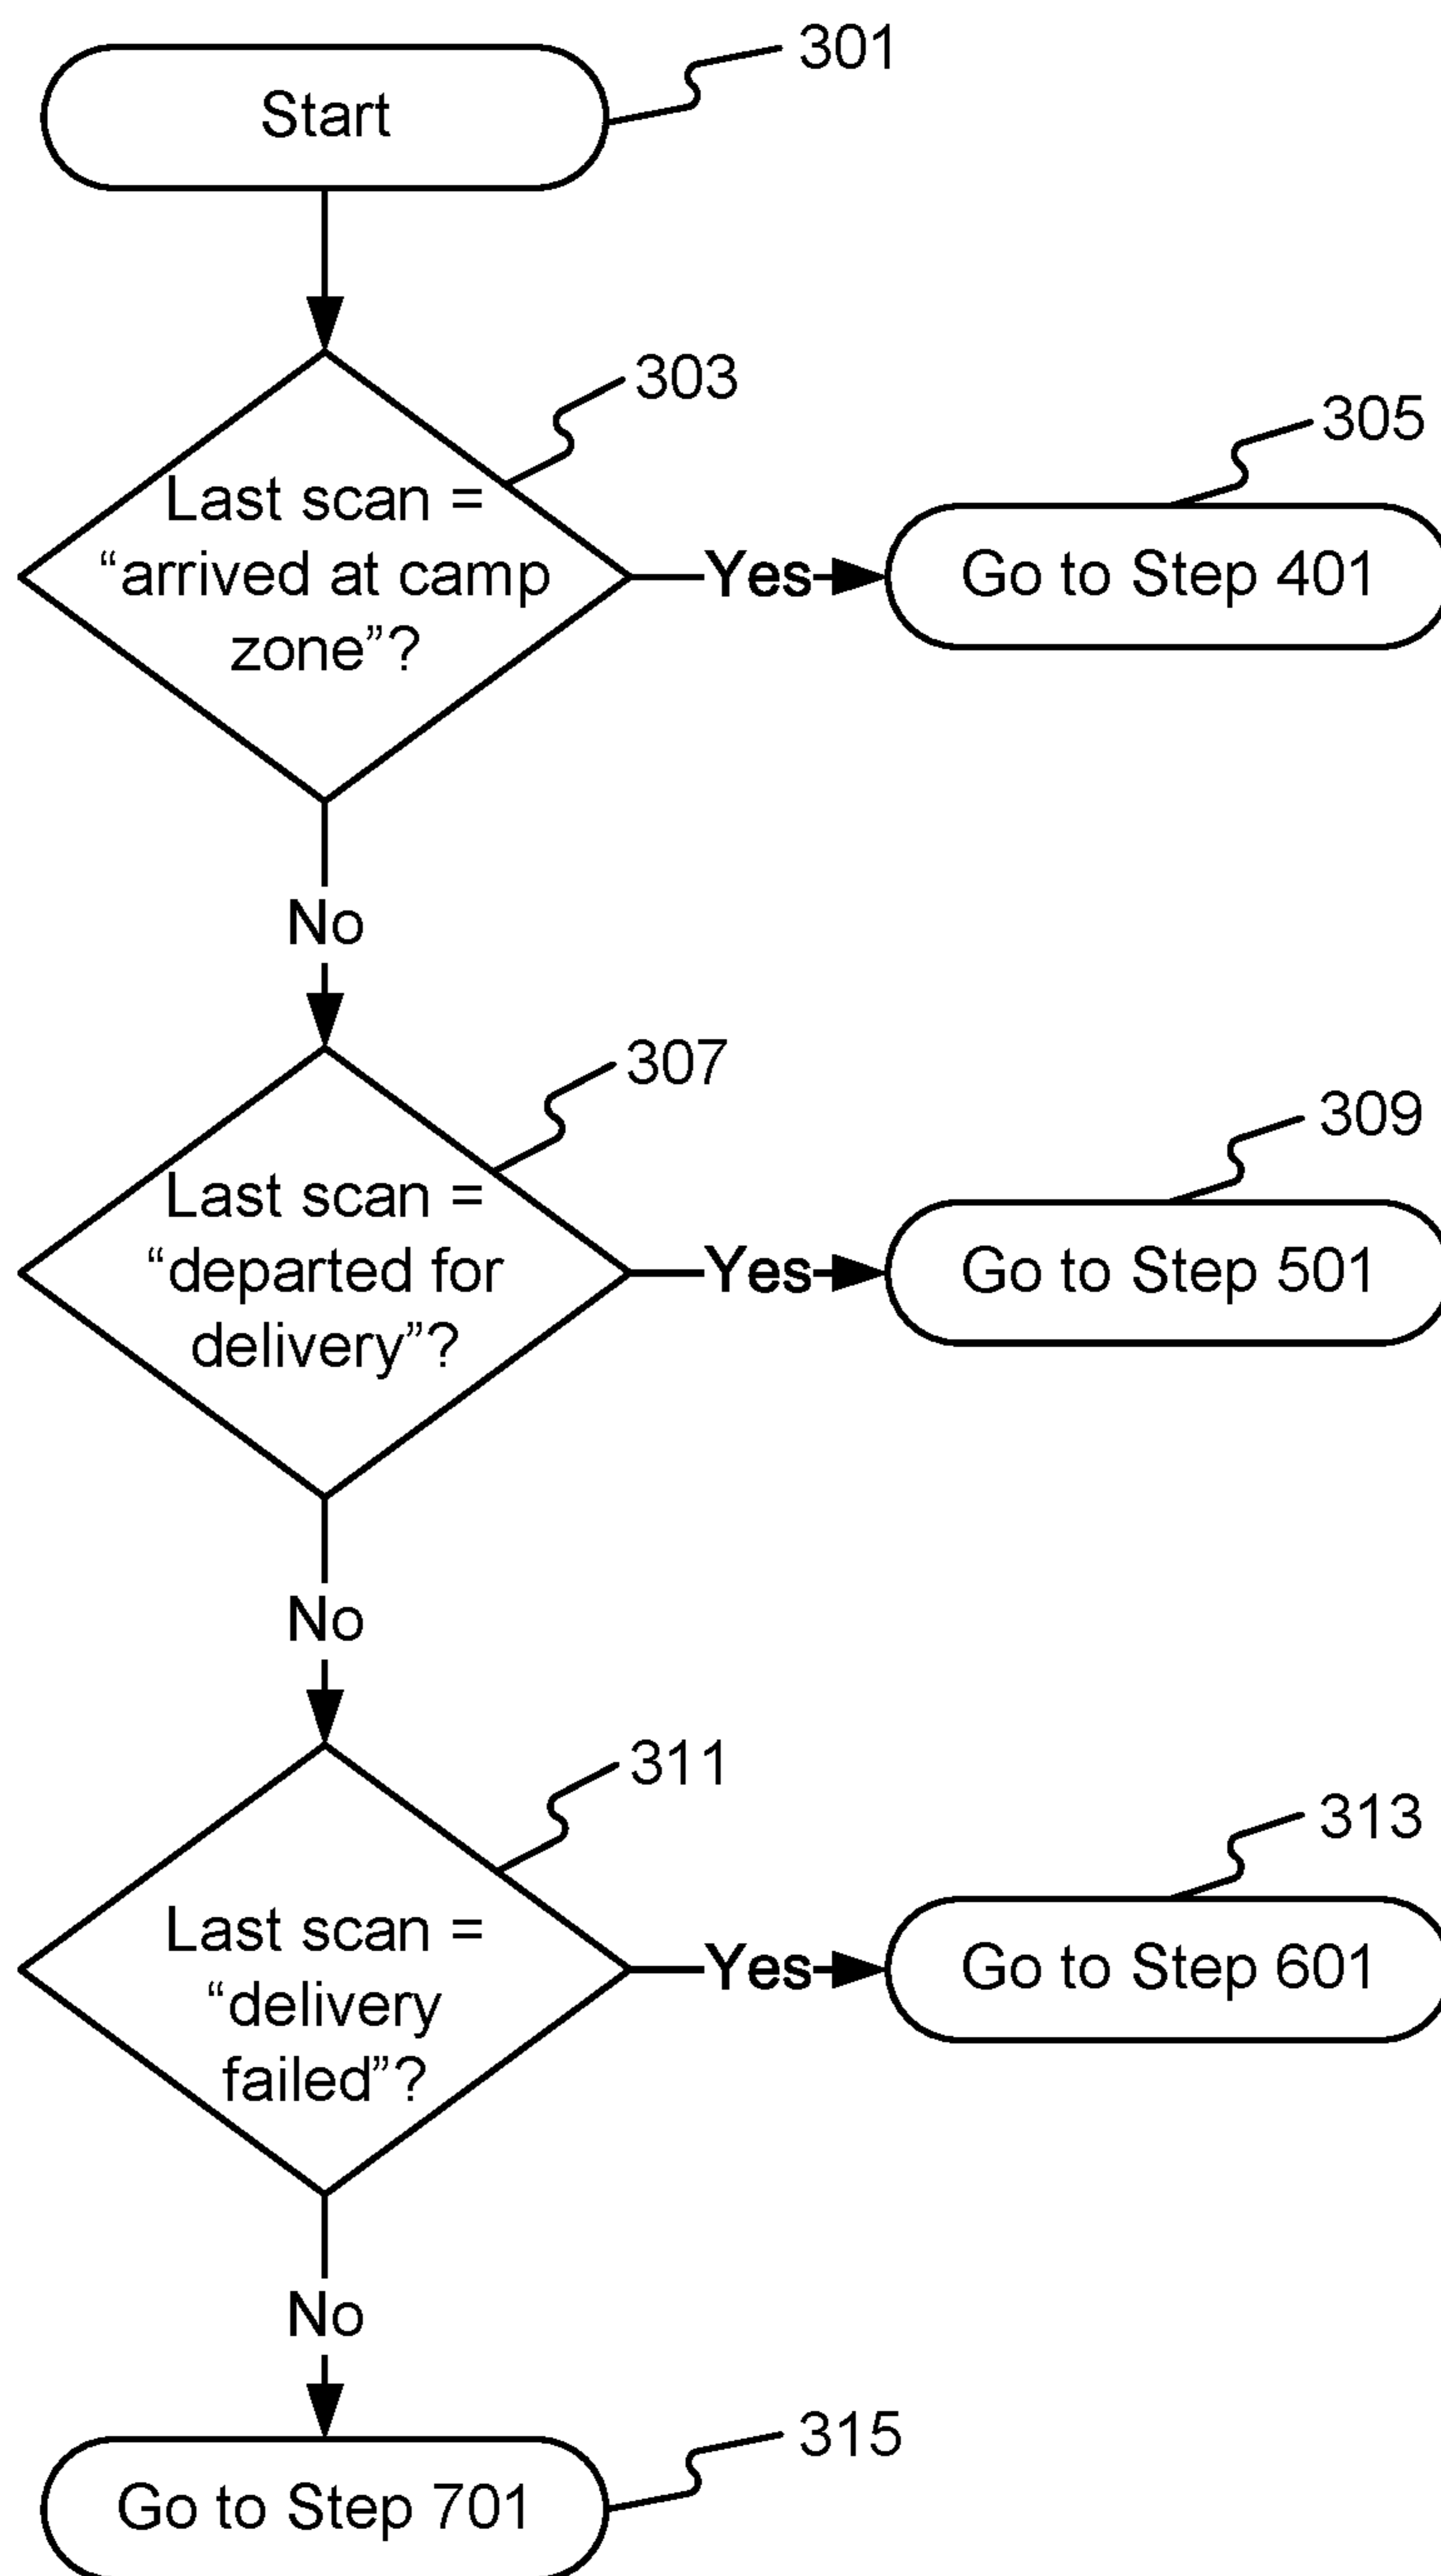 301
Start
303
Last scan =
“arrived at camp
zone”?
Yes
305
Go to Step 401
No
307
Last scan =
“departed for
delivery”?
Yes
309
Go to Step 501
No
311
Last scan =
“delivery
failed”?
Yes
313
Go to Step 601
No
315
Go to Step 701